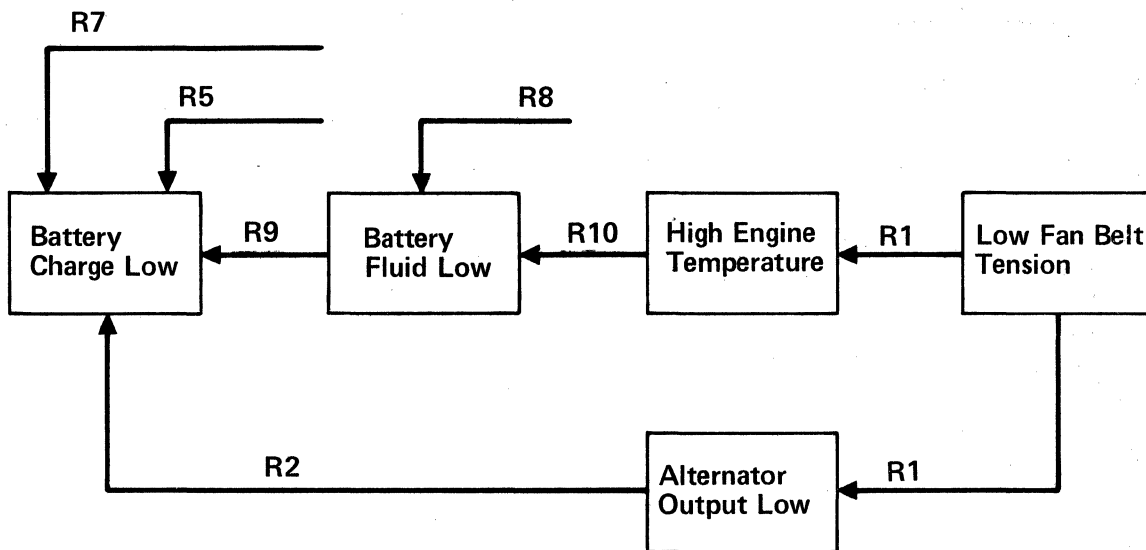 R7
R5
R8
Battery
Charge Low
R9
Battery
Fluid Low
R10
High Engine
Temperature
R1
Low Fan Belt
Tension
R2
Alternator
Output Low
R1